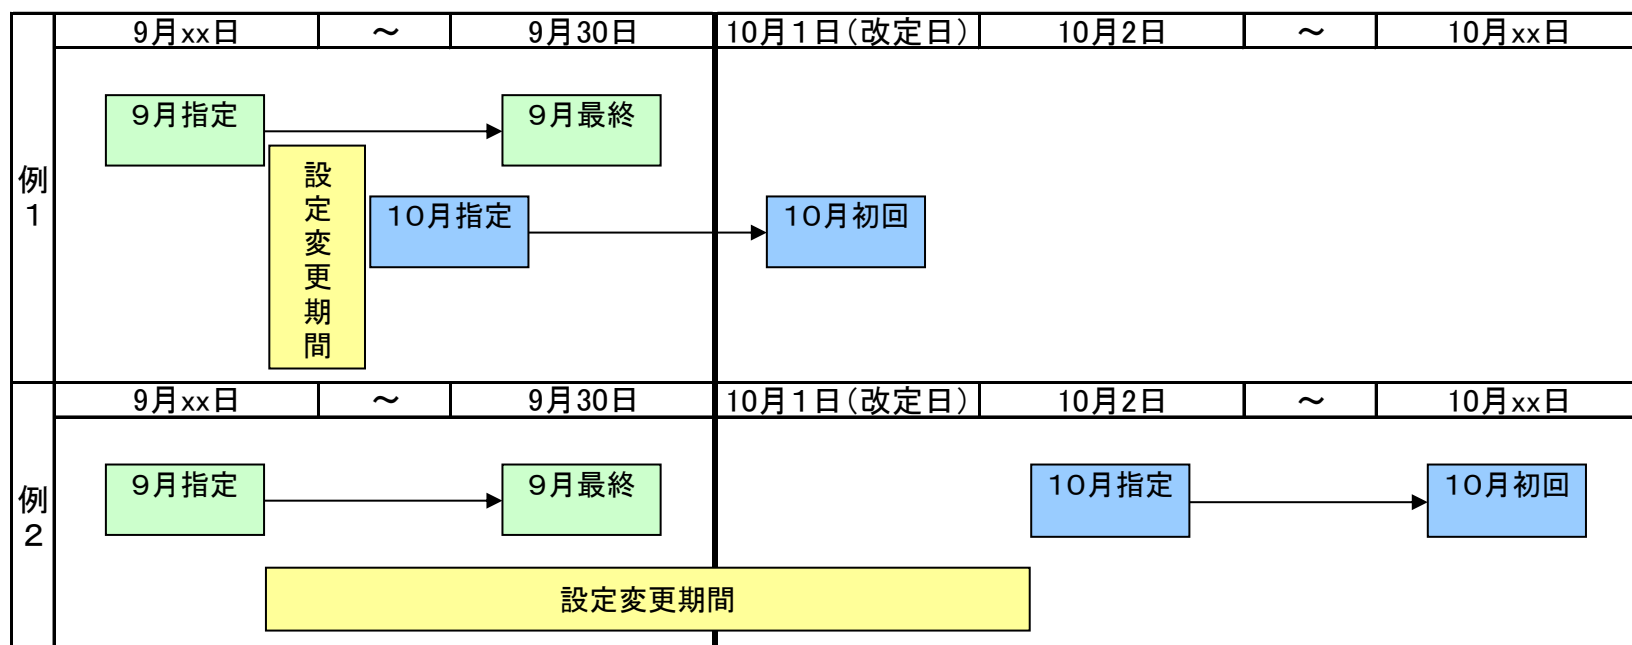 9月xx日 ～ 9月30日 10月1日(改定日) 10月2日 ～ 10月xx日
例1
9月指定 9月最終
設定変更期間
10月指定 10月初回
9月xx日 ～ 9月30日 10月1日(改定日) 10月2日 ～ 10月xx日
例2
9月指定 9月最終 10月指定 10月初回
設定変更期間